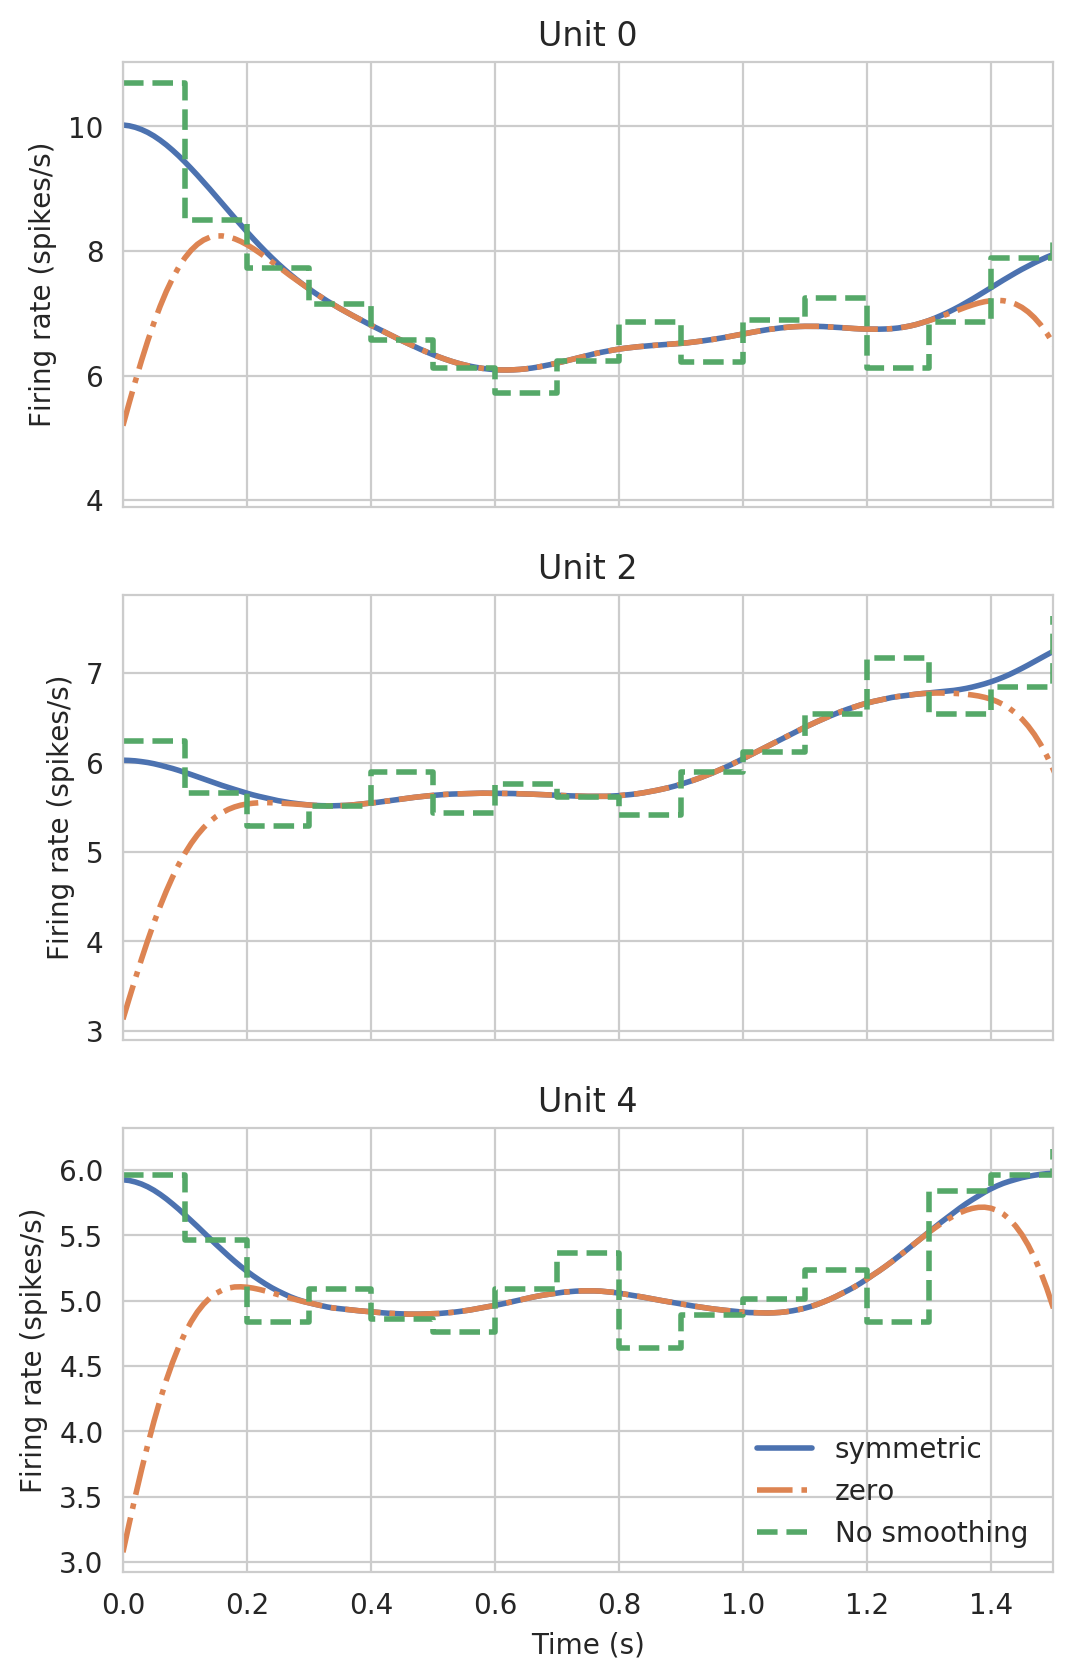 Unit 0
10
8
6
4
Firing rate (spikes/s)
Unit 2
7
6
5
4
3
Firing rate (spikes/s)
Unit 4
6.0
5.5
5.0
4.5
4.0
3.5
3.0
Firing rate (spikes/s)
symmetric
zero
No smoothing
0.0 0.2 0.4 0.6 0.8 1.0 1.2 1.4
Time (s)